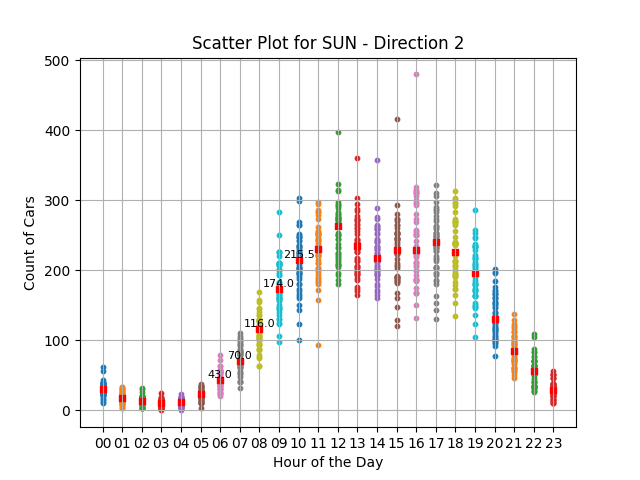 Scatter Plot for SUN - Direction 2
500
400
300
200
100
0
Count of Cars
215.5
174.0
116.0
70.0
43.0
00 01 02 03 04 05 06 07 08 09 10 11 12 13 14 15 16 17 18 19 20 21 22 23
Hour of the Day